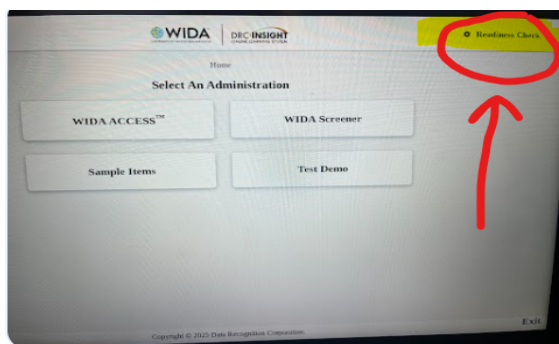 WIDA DRC INSIGHT
Readiness Check
Home
Select An Administration
WIDA ACCESS™ WIDA Screener
Sample Items Test Demo
Exit
Copyright © 2025 Data Recognition Corporation.